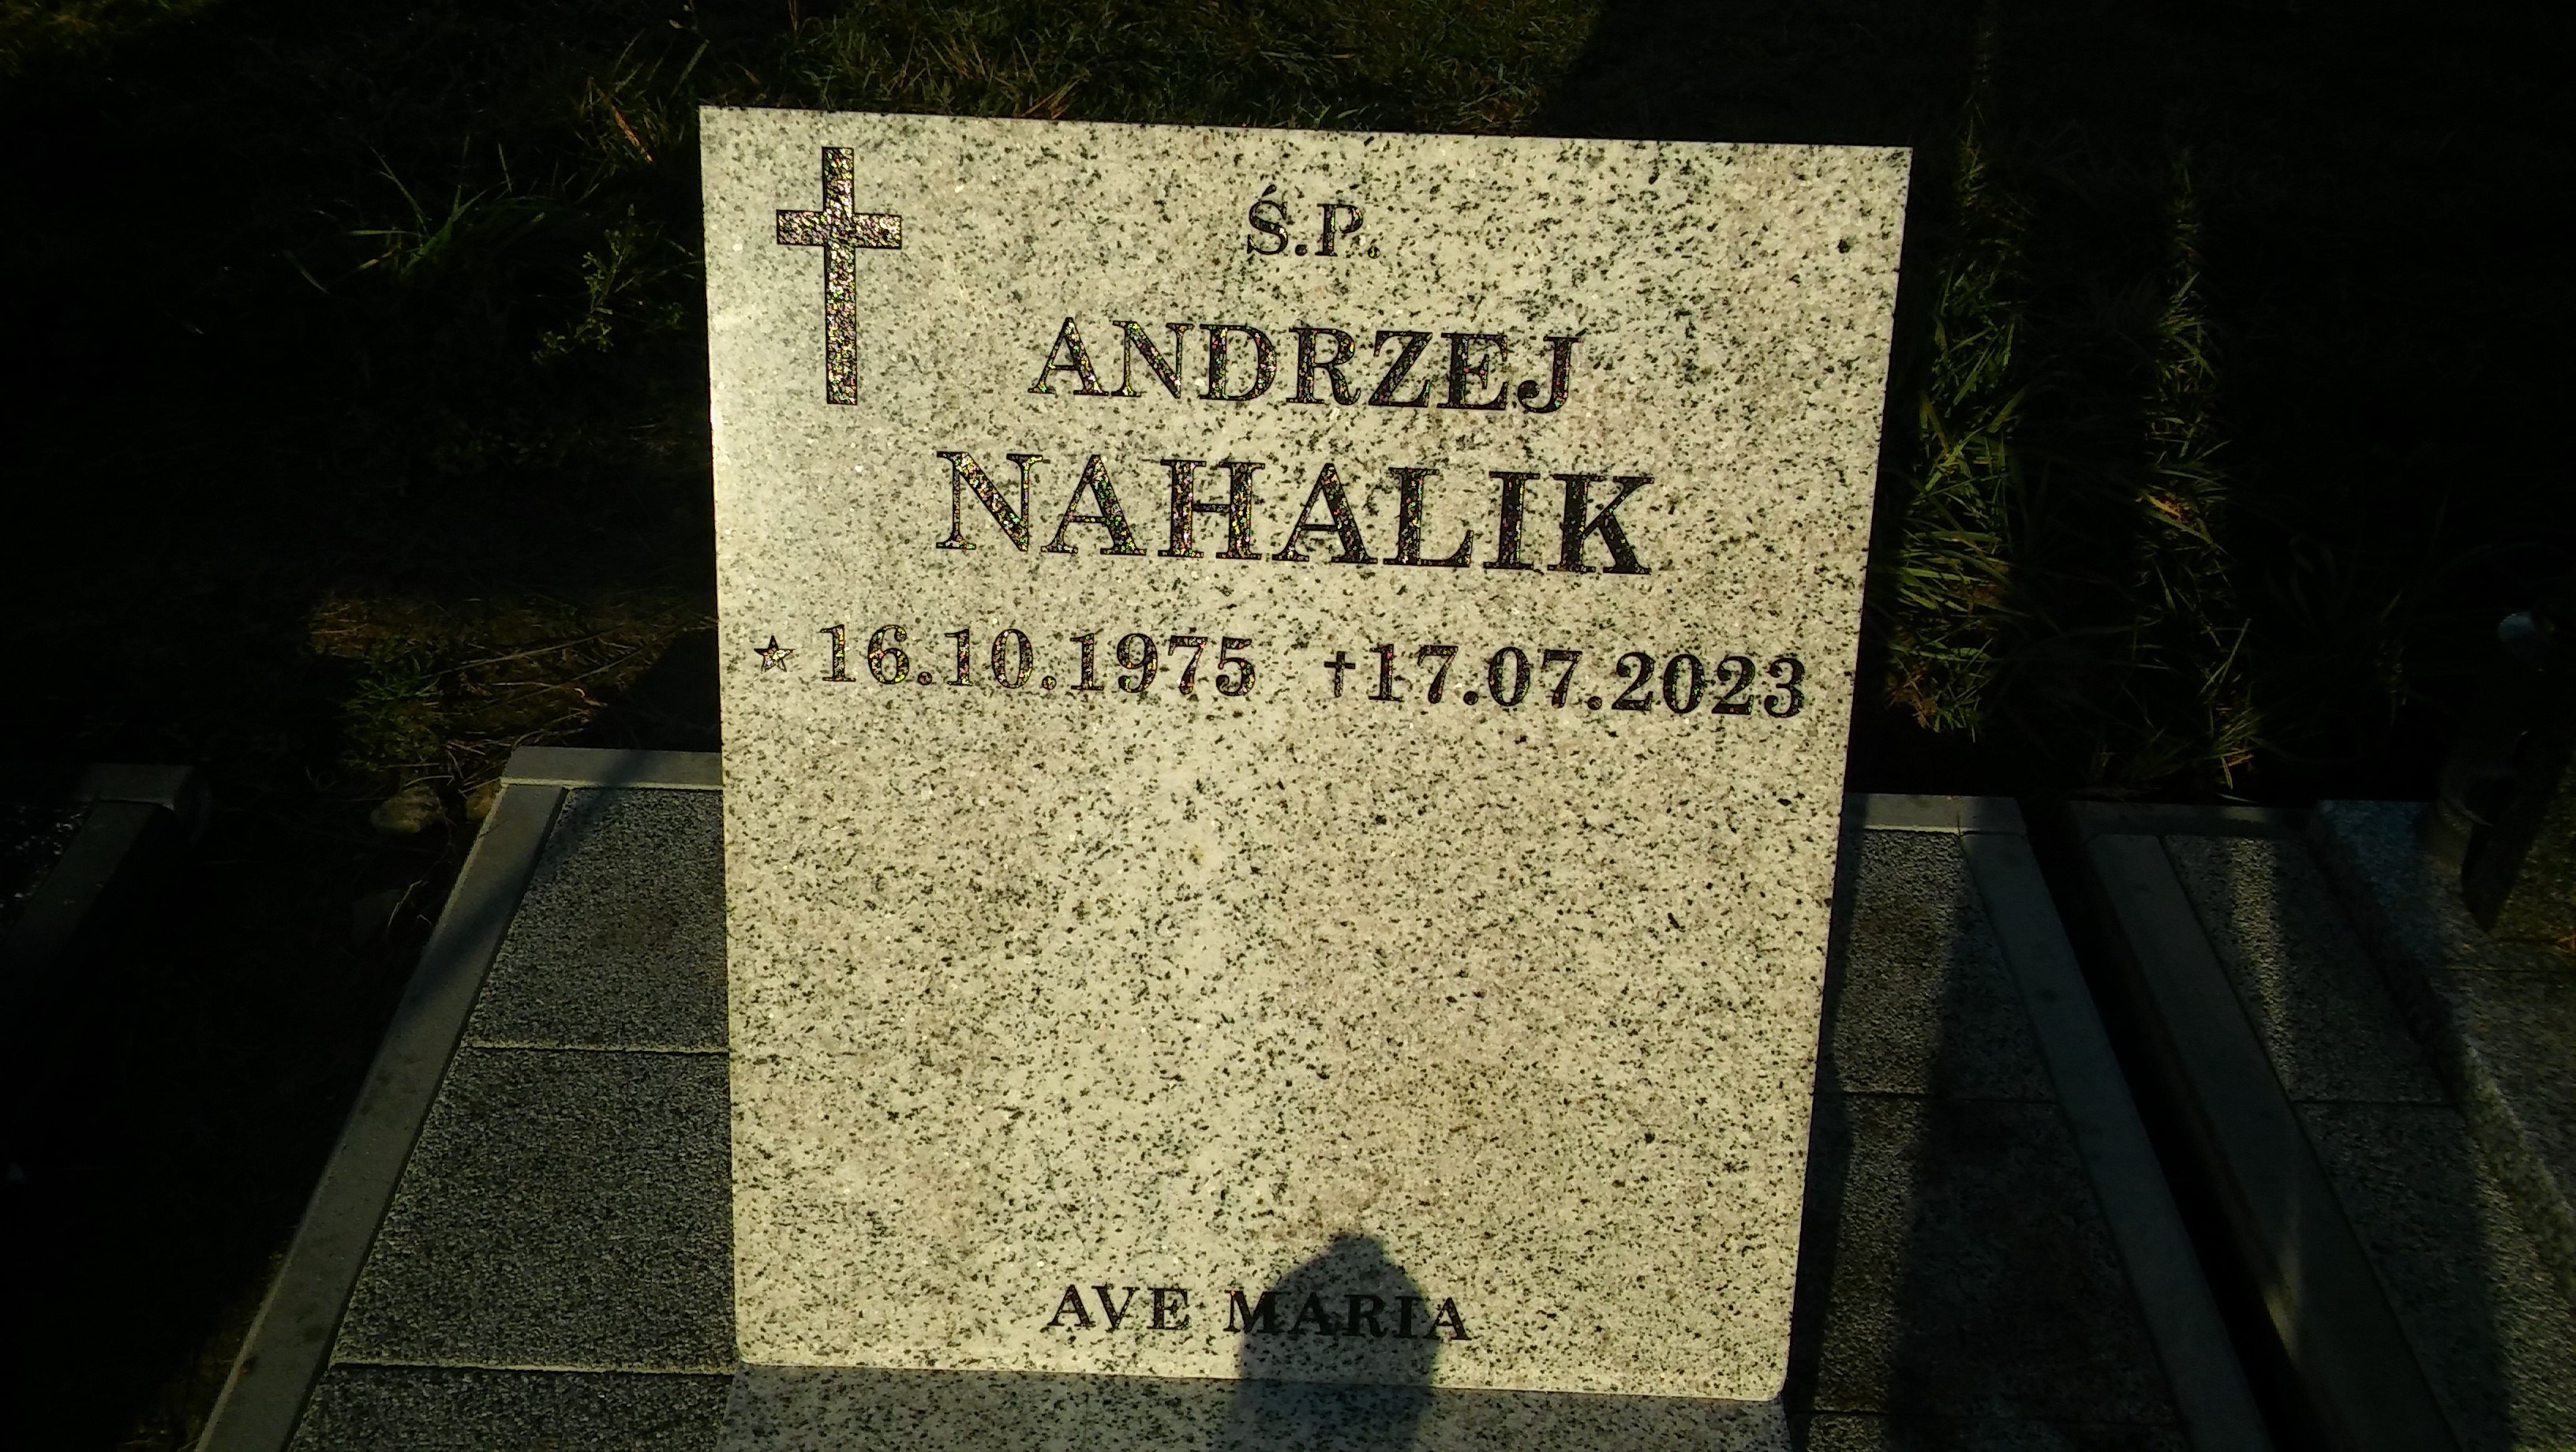 Ś.P.
ANDRZEJ
NAHALIK
★ 16.10.1975 †17.07.2023
AVE MARIA